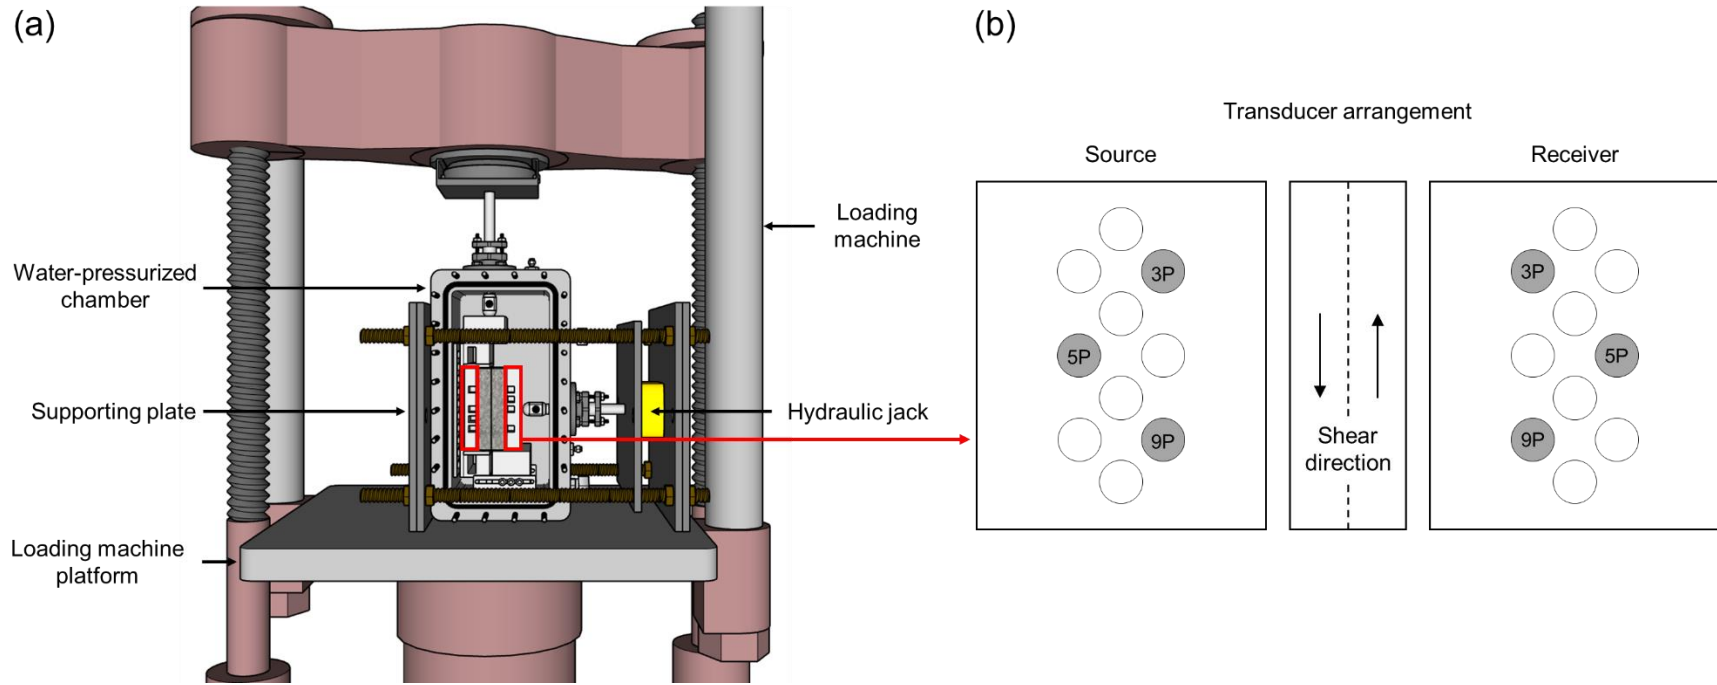 (a)
Water-pressurized
chamber
Supporting plate
Loading machine
platform
Loading
machine
Hydraulic jack
(b)
Transducer arrangement
Source
Receiver
3P
5P
9P
Shear
direction
3P
5P
9P